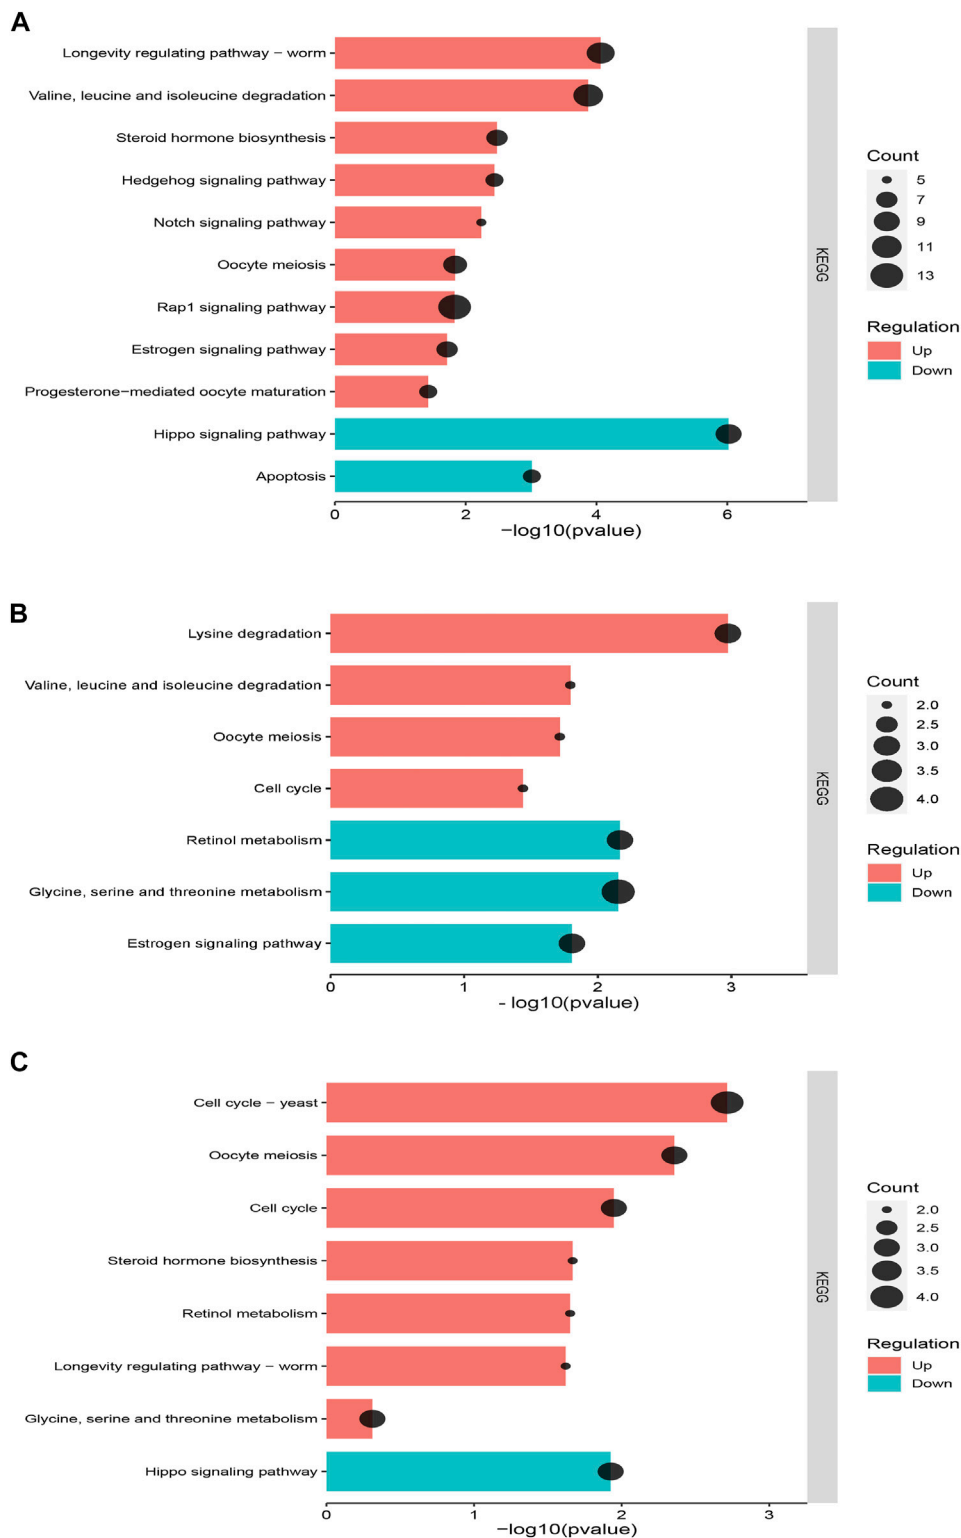 A
Longevity regulating pathway − worm
Valine, leucine and isoleucine degradation
Steroid hormone biosynthesis
Hedgehog signaling pathway
Notch signaling pathway
Oocyte meiosis
Rap1 signaling pathway
Estrogen signaling pathway
Progesterone−mediated oocyte maturation
Hippo signaling pathway
Apoptosis
0 2 4 6
−log10(pvalue)
KEGG
Count
5
7
9
11
13
Regulation
Up
Down
B
Lysine degradation
Valine, leucine and isoleucine degradation
Oocyte meiosis
Cell cycle
Retinol metabolism
Glycine, serine and threonine metabolism
Estrogen signaling pathway
0 1 2 3
- log10(pvalue)
KEGG
Count
2.0
2.5
3.0
3.5
4.0
Regulation
Up
Down
C
Cell cycle − yeast
Oocyte meiosis
Cell cycle
Steroid hormone biosynthesis
Retinol metabolism
Longevity regulating pathway − worm
Glycine, serine and threonine metabolism
Hippo signaling pathway
0 1 2 3
−log10(pvalue)
KEGG
Count
2.0
2.5
3.0
3.5
4.0
Regulation
Up
Down